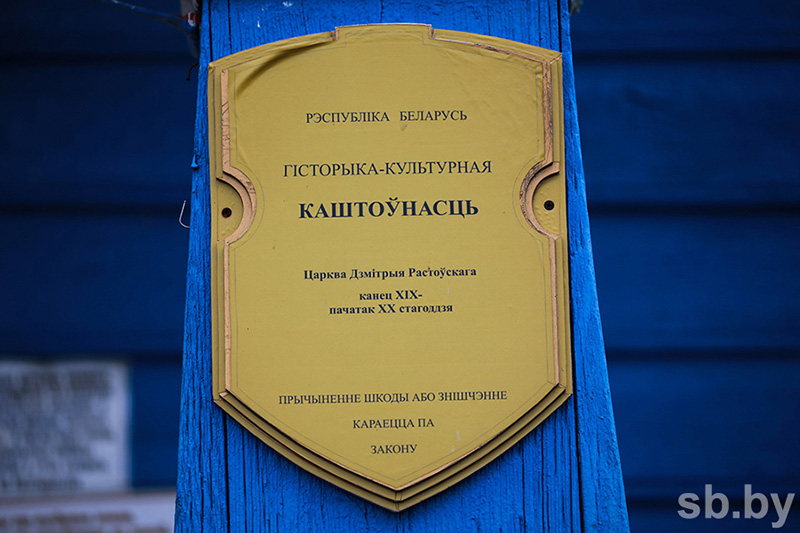 РЭСПУБЛІКА БЕЛАРУСЬ
ГІСТОРЫКА-КУЛЬТУРНАЯ
КАШТОЎНАСЦЬ
Царква Дзмітрыя Растоўскага
канец XIX-
пачатак XX стагоддзя
ПРЫЧЫНЕННЕ ШКОДЫ АБО ЗНІШЧЭННЕ
КАРАЕЦЦА ПА
ЗАКОНУ
sb.by